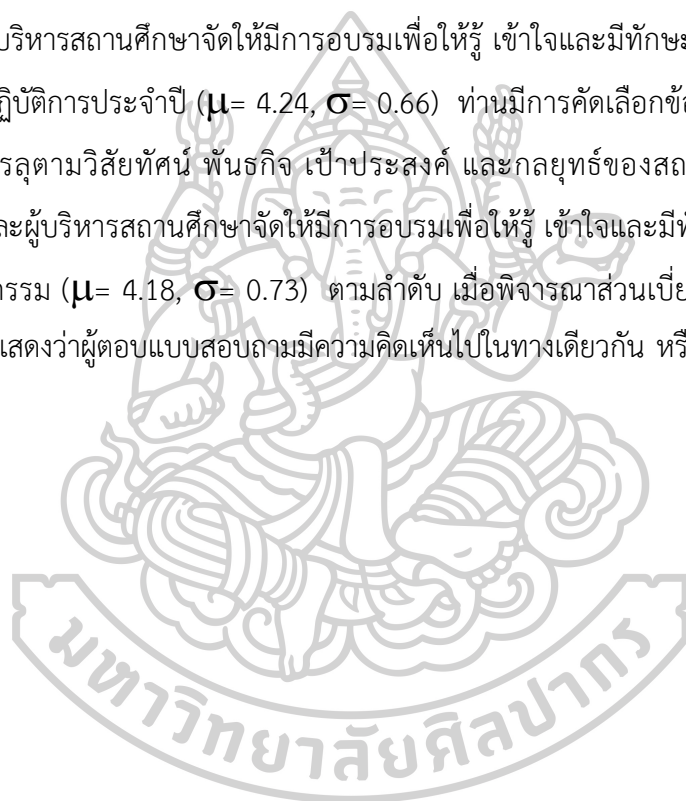 บริหารสถานศึกษาจัดให้มีการอบรมเพื่อให้รู้ เข้าใจและมีทักษะ
ฏิบัติการประจำปี (μ= 4.24, σ= 0.66) ท่านมีการคัดเลือกข้อ
รลุตามวิสัยทัศน์ พันธกิจ เป้าประสงค์ และกลยุทธ์ของสถ
ละผู้บริหารสถานศึกษาจัดให้มีการอบรมเพื่อให้รู้ เข้าใจและมีทั
กรรม (μ= 4.18, σ= 0.73) ตามลำดับ เมื่อพิจารณาส่วนเบี่ย
แสดงว่าผู้ตอบแบบสอบถามมีความคิดเห็นไปในทางเดียวกัน หรื
มหาวิทยาลัยศิลปากร